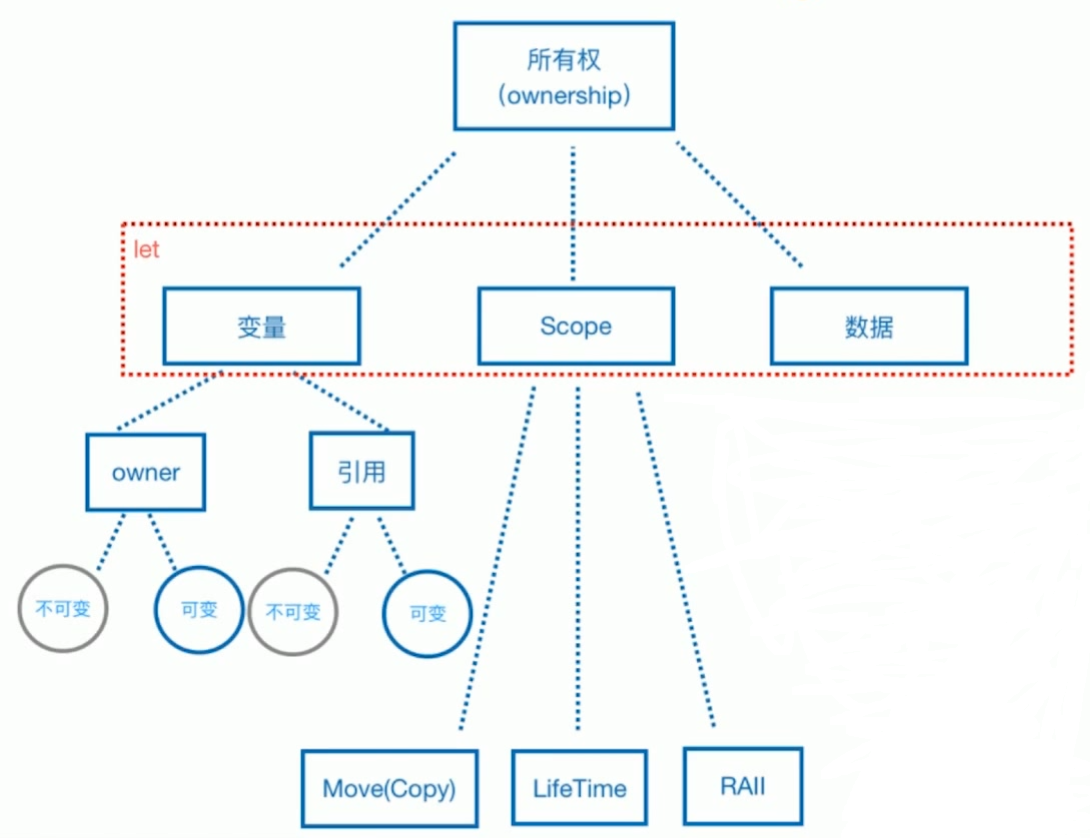 所有权
(ownership)
let
变量
Scope
数据
owner
引用
不可变
可变
不可变
可变
Move(Copy)
LifeTime
RAII